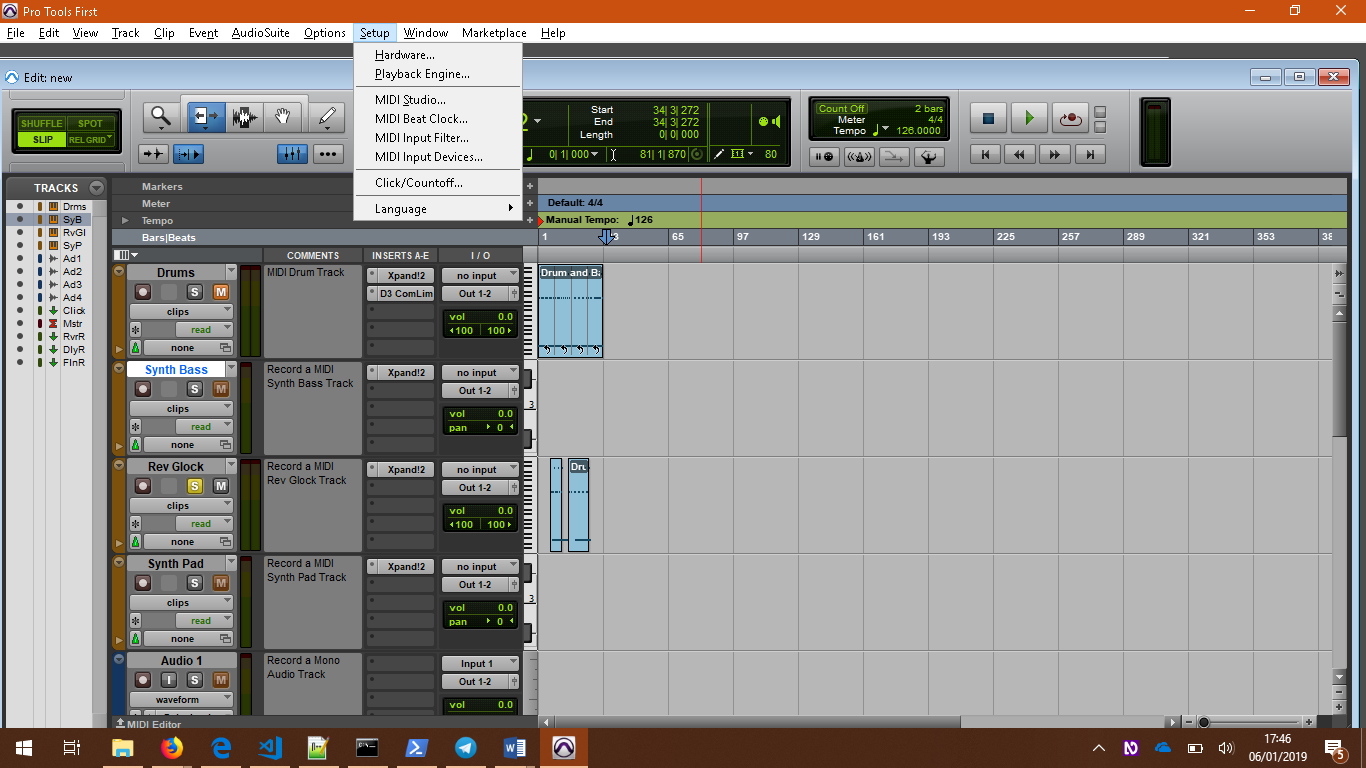 Pro Tools First
File Edit View Track Clip Event AudioSuite Options Setup Window Marketplace Help
Hardware...
Playback Engine...
MIDI Studio...
MIDI Beat Clock...
MIDI Input Filter...
MIDI Input Devices...
Click/Countoff...
Language
Edit: new
SHUFFLE SPOT
SLIP REL GRID
Start 34| 3| 272
End 34| 3| 272
Length 0| 0| 000
0| 1| 000 81| 1| 870 80
Count Off 2 bars
Meter 4/4
Tempo 126.0000
TRACKS
Drms
SyB
RvGl
SyP
Ad1
Ad2
Ad3
Ad4
Click
Mstr
RvrR
DlyR
FlnR
Markers
Meter Default: 4/4
Tempo Manual Tempo: 126
Bars|Beats 1 3 65 97 129 161 193 225 257 289 321 353 38
COMMENTS INSERTS A-E I / O
Drums
S M
clips
read
none
MIDI Drum Track
Xpand!2
D3 ComLim
no input
Out 1-2
vol 0.0
100 100
Drum and Ba
Synth Bass
S M
clips
read
none
Record a MIDI
Synth Bass Track
Xpand!2
no input
Out 1-2
vol 0.0
pan 0
3
Rev Glock
S M
clips
read
none
Record a MIDI
Rev Glock Track
Xpand!2
no input
Out 1-2
vol 0.0
100 100
Dru
Synth Pad
S M
clips
read
none
Record a MIDI
Synth Pad Track
Xpand!2
no input
Out 1-2
vol 0.0
pan 0
3
Audio 1
I S M
waveform
Record a Mono
Audio Track
Input 1
Out 1-2
vol 0.0
MIDI Editor
17:46
06/01/2019
5